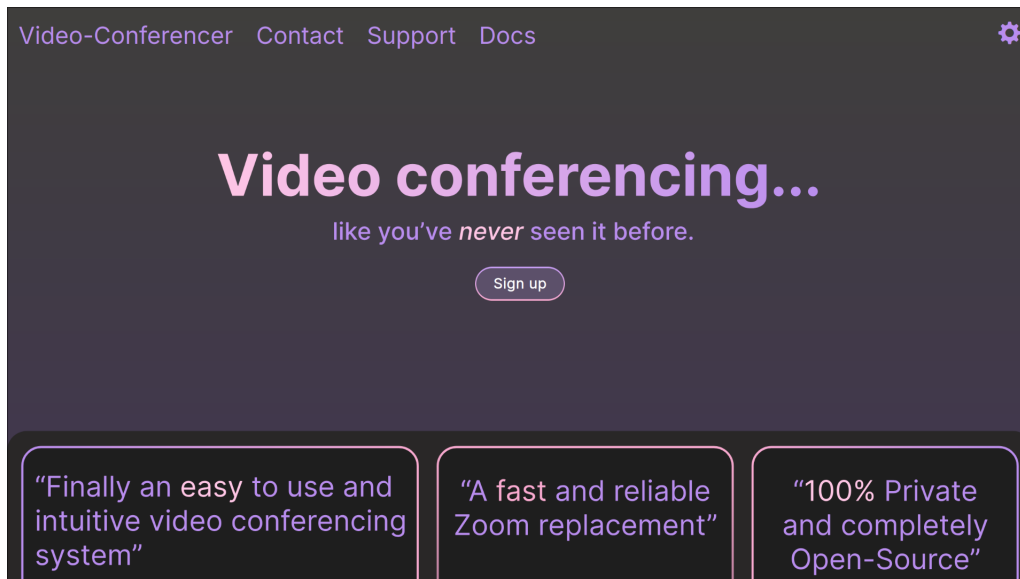 Video-Conferencer Contact Support Docs
Video conferencing...
like you’ve never seen it before.
Sign up
“Finally an easy to use and
intuitive video conferencing
system”
“A fast and reliable
Zoom replacement”
“100% Private
and completely
Open-Source”